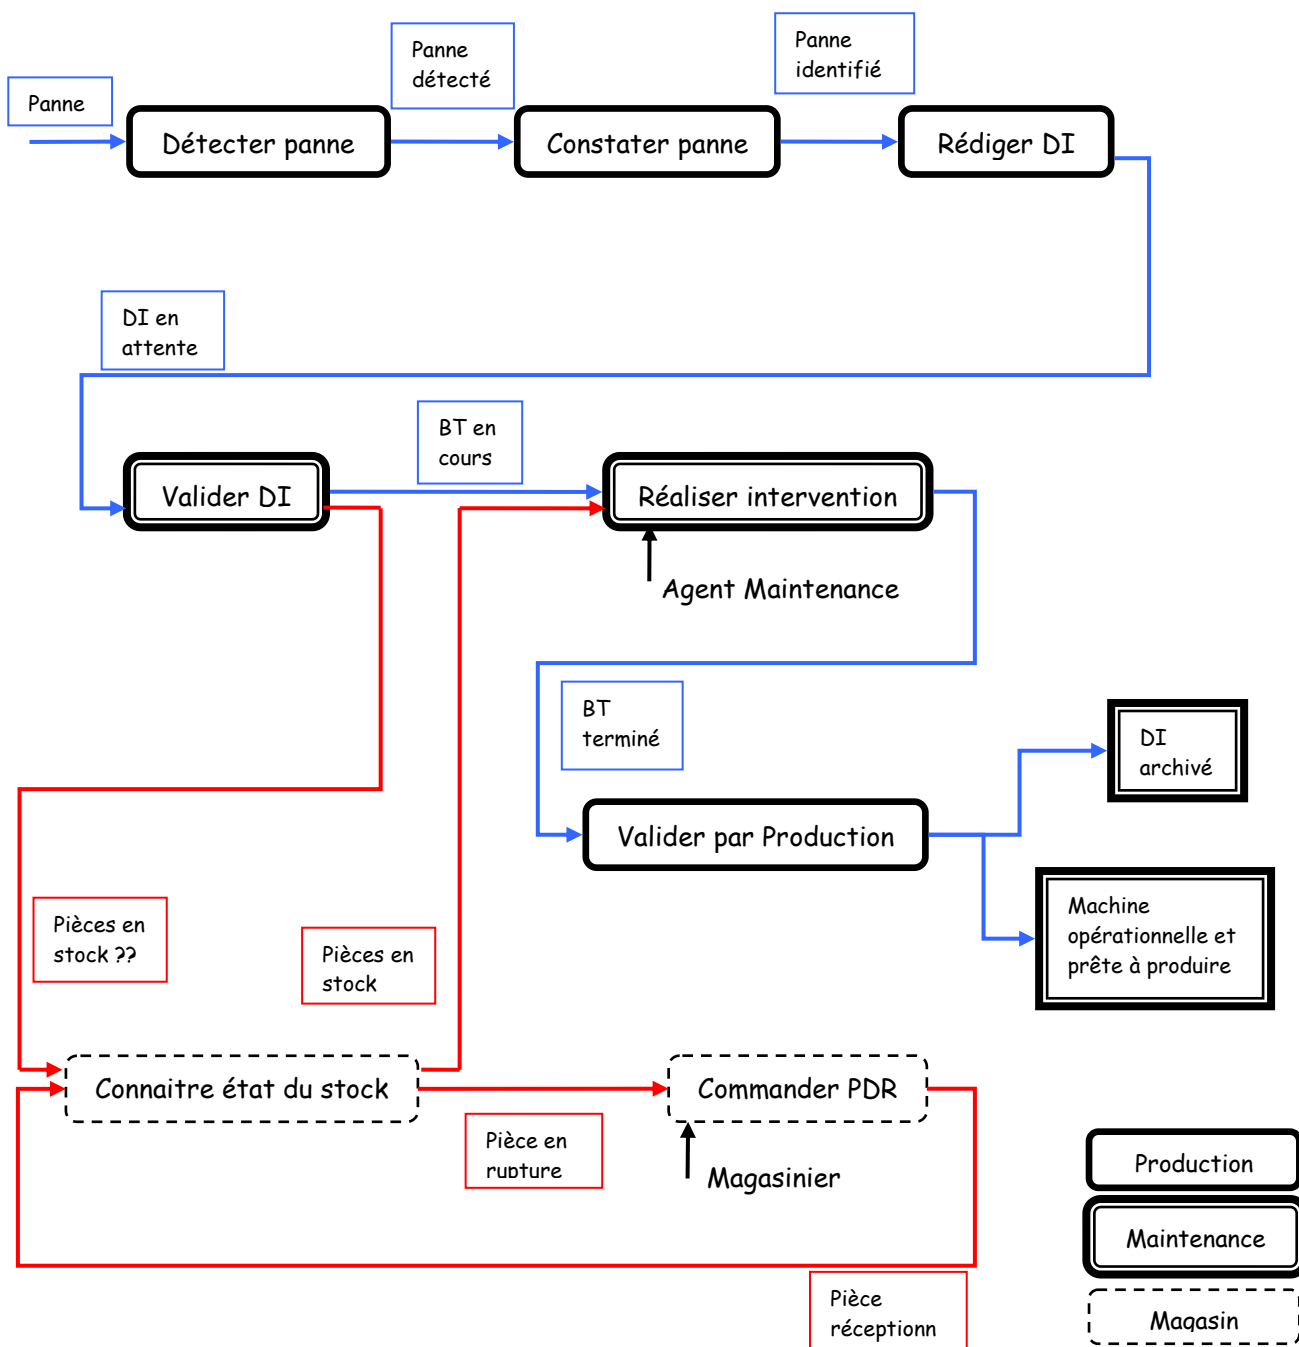 Panne
Panne
détecté
Panne
identifié
Détecter panne
Constater panne
Rédiger DI
DI en
attente
BT en
cours
Valider DI
Réaliser intervention
Agent Maintenance
BT
terminé
DI
archivé
Valider par Production
Machine
opérationnelle et
prête à produire
Pièces en
stock ??
Pièces en
stock
Connaitre état du stock
Commander PDR
Pièce en
rupture
Magasinier
Production
Maintenance
Magasin
Pièce
réceptionn